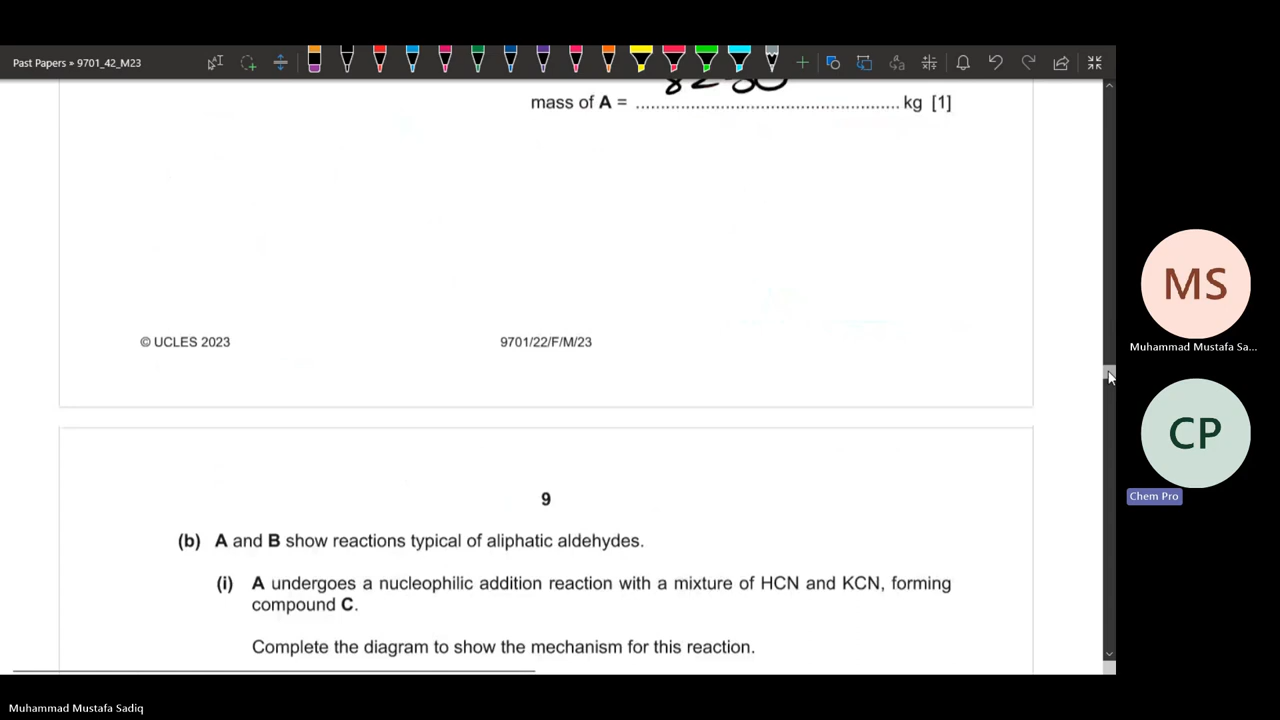 Past Papers » 9701_42_M23
mass of A = ........................................ kg [1]
© UCLES 2023
9701/22/F/M/23
9
(b) A and B show reactions typical of aliphatic aldehydes.
(i) A undergoes a nucleophilic addition reaction with a mixture of HCN and KCN, forming
compound C.
Complete the diagram to show the mechanism for this reaction.
MS
Muhammad Mustafa Sa...
CP
Chem Pro
Muhammad Mustafa Sadiq